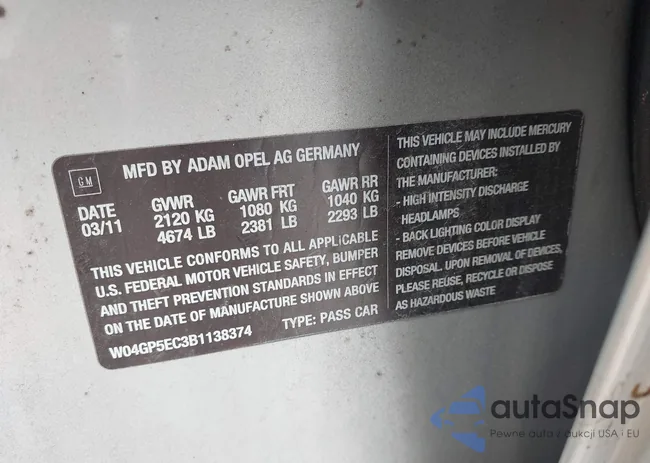 GM
MFD BY ADAM OPEL AG GERMANY
DATE GVWR GAWR FRT GAWR RR
03/11 2120 KG 1080 KG 1040 KG
4674 LB 2381 LB 2293 LB
THIS VEHICLE CONFORMS TO ALL APPLICABLE
U.S. FEDERAL MOTOR VEHICLE SAFETY, BUMPER
AND THEFT PREVENTION STANDARDS IN EFFECT
ON THE DATE OF MANUFACTURE SHOWN ABOVE
W04GP5EC3B1138374 TYPE: PASS CAR
THIS VEHICLE MAY INCLUDE MERCURY
CONTAINING DEVICES INSTALLED BY
THE MANUFACTURER:
- HIGH INTENSITY DISCHARGE
HEADLAMPS
- BACK LIGHTING COLOR DISPLAY
REMOVE DEVICES BEFORE VEHICLE
DISPOSAL. UPON REMOVAL OF DEVICES,
PLEASE REUSE, RECYCLE OR DISPOSE
AS HAZARDOUS WASTE
autaSnap
Pewne auta z aukcji USA i EU